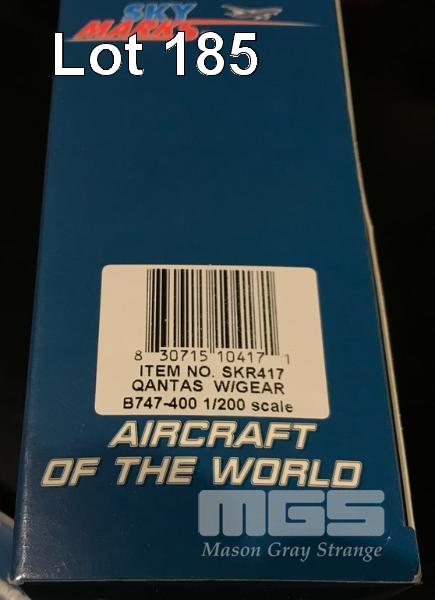 SKY
MARKS
Lot 185
8 30715 10417 1
ITEM NO. SKR417
QANTAS W/GEAR
B747-400 1/200 scale
AIRCRAFT
OF THE WORLD
MGS
Mason Gray Strange